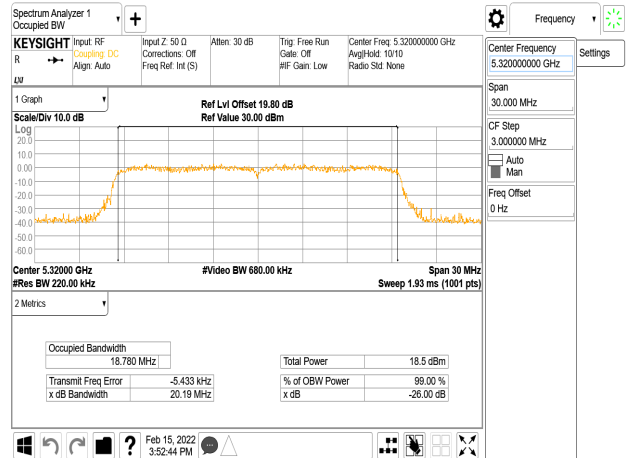 Spectrum Analyzer 1
Occupied BW
KEYSIGHT
R
Input: RF
Coupling: DC
Align: Auto
Input Z: 50 Ω
Corrections: Off
Freq Ref: Int (S)
Atten: 30 dB
Trig: Free Run
Gate: Off
#IF Gain: Low
Center Freq: 5.320000000 GHz
Avg|Hold: 10/10
Radio Std: None
Frequency
Center Frequency
5.320000000 GHz
Settings
Span
30.000 MHz
CF Step
3.000000 MHz
Auto
Man
Freq Offset
0 Hz
1 Graph
Ref Lvl Offset 19.80 dB
Scale/Div 10.0 dB
Ref Value 30.00 dBm
Log
20.0
10.0
0.00
-10.0
-20.0
-30.0
-40.0
-50.0
-60.0
Center 5.32000 GHz
#Video BW 680.00 kHz
Span 30 MHz
#Res BW 220.00 kHz
Sweep 1.93 ms (1001 pts)
2 Metrics
Occupied Bandwidth
18.780 MHz
Total Power 18.5 dBm
Transmit Freq Error -5.433 kHz
% of OBW Power 99.00 %
x dB Bandwidth 20.19 MHz
x dB -26.00 dB
?
Feb 15, 2022
3:52:44 PM